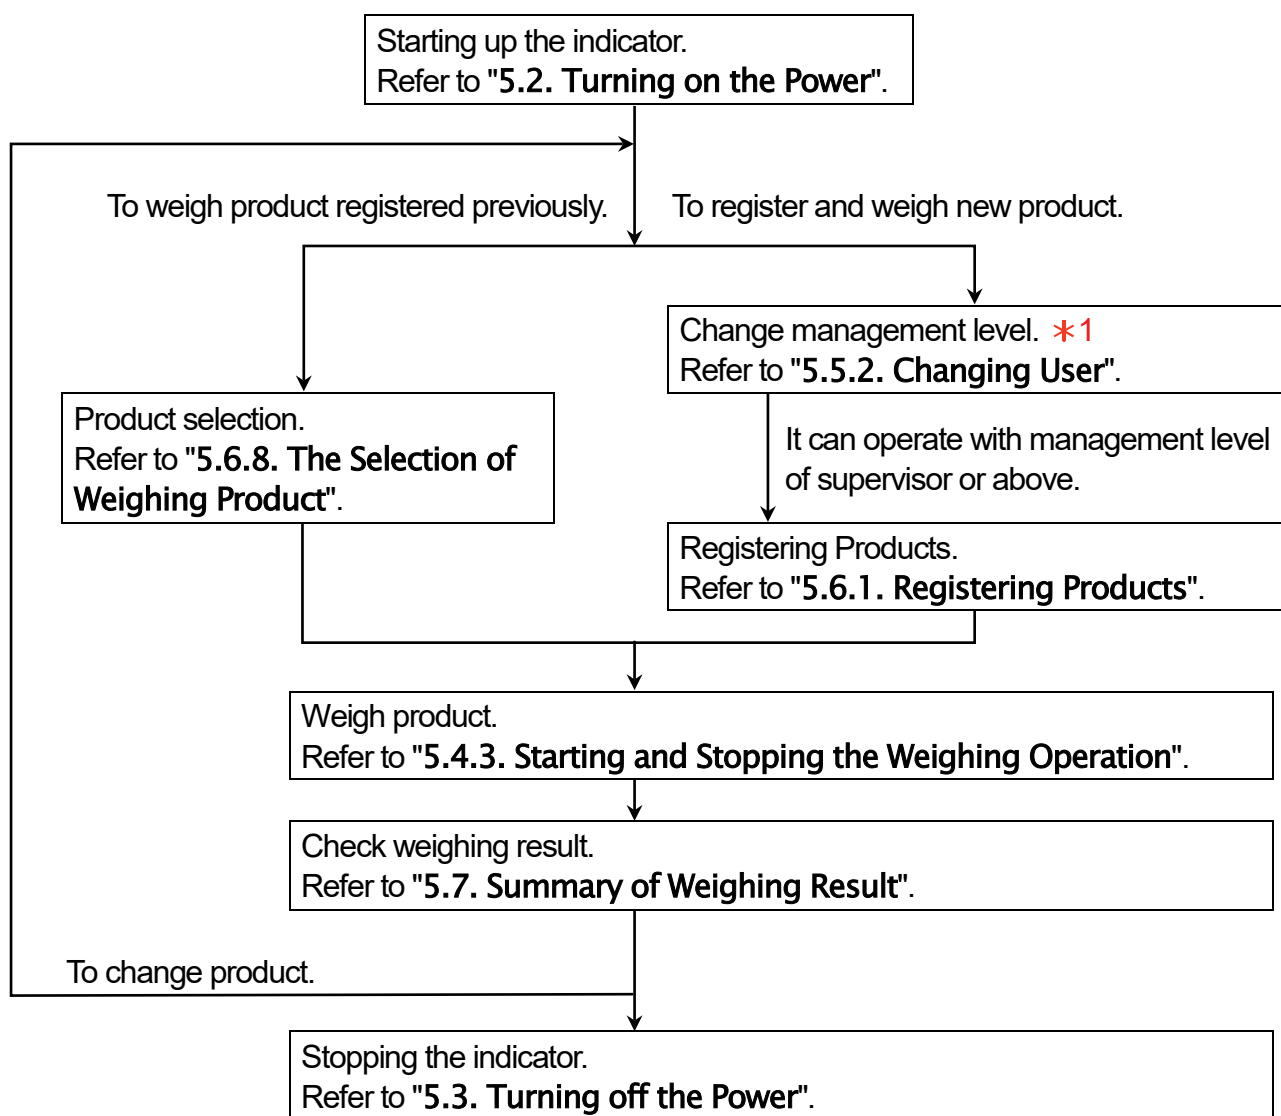 Starting up the indicator.
Refer to "5.2. Turning on the Power".
To weigh product registered previously.
To register and weigh new product.
Change management level. ∗1
Refer to "5.5.2. Changing User".
Product selection.
Refer to "5.6.8. The Selection of
Weighing Product".
It can operate with management level
of supervisor or above.
Registering Products.
Refer to "5.6.1. Registering Products".
Weigh product.
Refer to "5.4.3. Starting and Stopping the Weighing Operation".
Check weighing result.
Refer to "5.7. Summary of Weighing Result".
To change product.
Stopping the indicator.
Refer to "5.3. Turning off the Power".